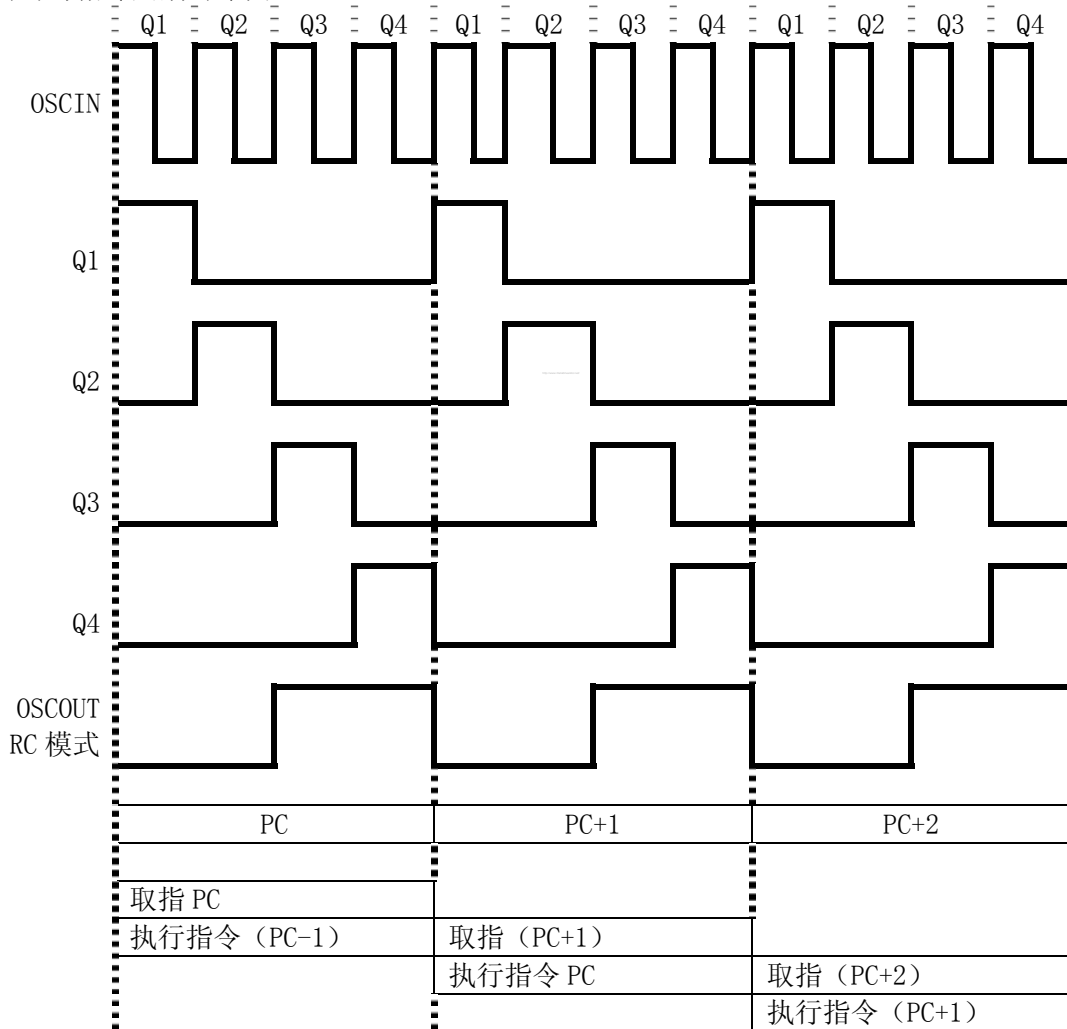 Q1 Q2 Q3 Q4 Q1 Q2 Q3 Q4 Q1 Q2 Q3 Q4
OSCIN
Q1
Q2
Q3
Q4
OSCOUT
RC 模式
PC PC+1 PC+2
取指 PC
执行指令（PC-1） 取指（PC+1）
执行指令 PC 取指（PC+2）
执行指令（PC+1）